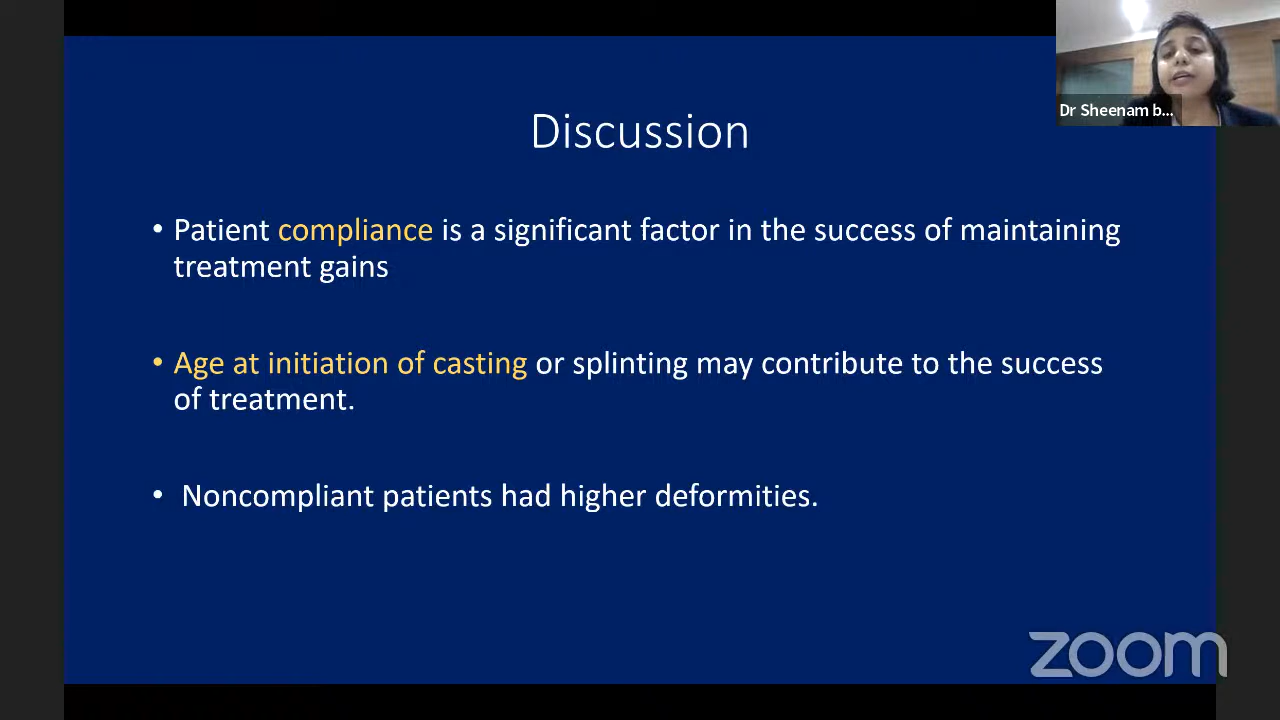 Dr Sheenam b...
Discussion
• Patient compliance is a significant factor in the success of maintaining
treatment gains
• Age at initiation of casting or splinting may contribute to the success
of treatment.
• Noncompliant patients had higher deformities.
zoom